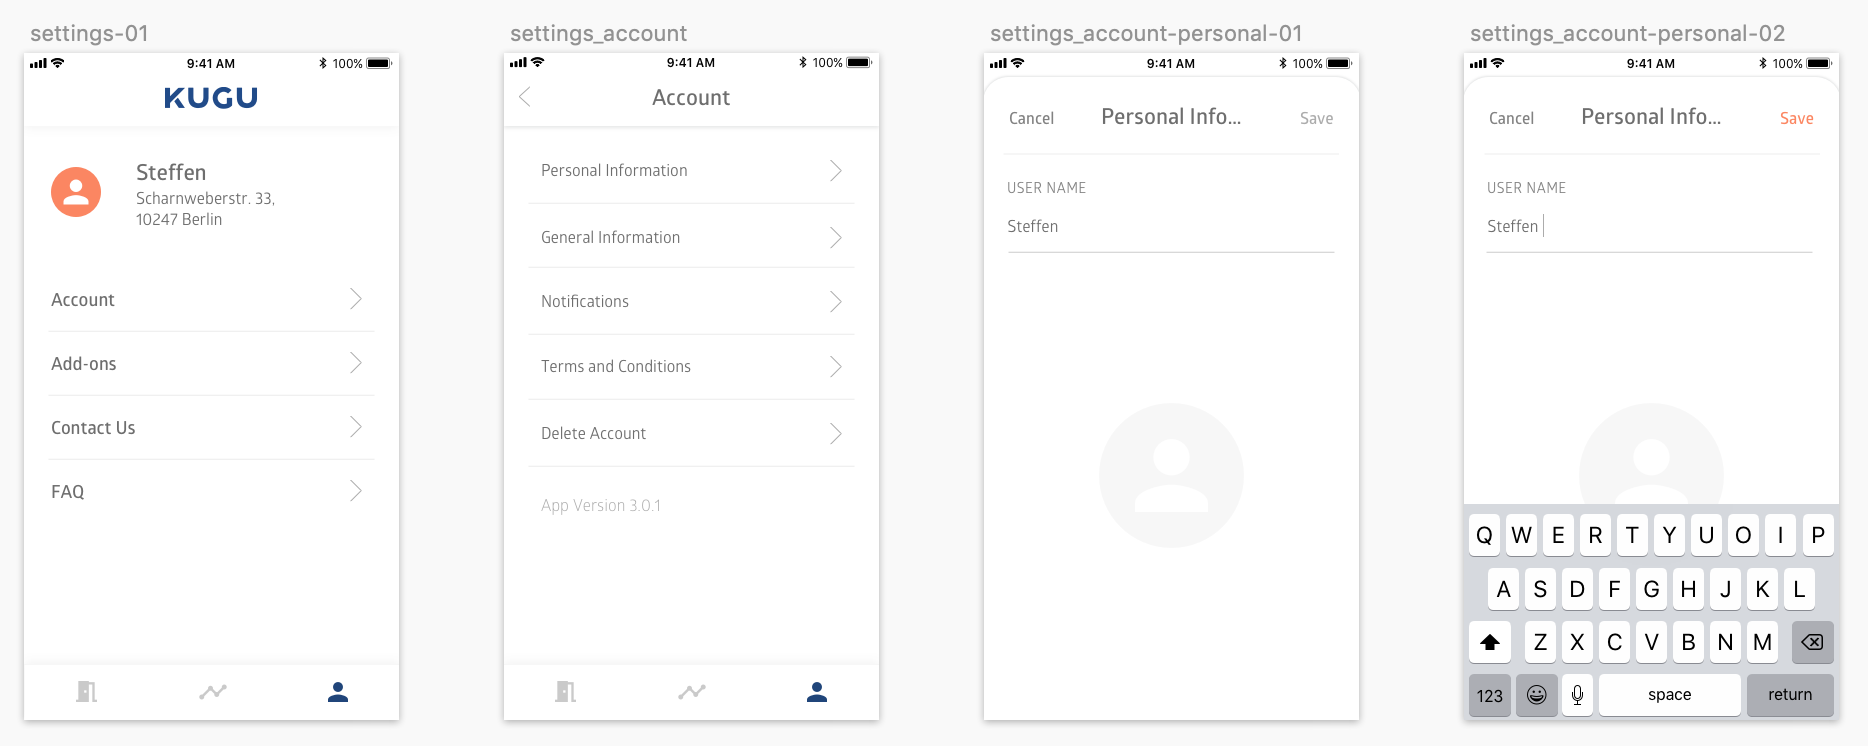 settings-01
9:41 AM
100%
KUGU
Steffen
Scharnweberstr. 33,
10247 Berlin
Account
Add-ons
Contact Us
FAQ
settings_account
9:41 AM
100%
Account
Personal Information
General Information
Notifications
Terms and Conditions
Delete Account
App Version 3.0.1
settings_account-personal-01
9:41 AM
100%
Cancel
Personal Info...
Save
USER NAME
Steffen
settings_account-personal-02
9:41 AM
100%
Cancel
Personal Info...
Save
USER NAME
Steffen
Q W E R T Y U O I P
A S D F G H J K L
Z X C V B N M
123 space return